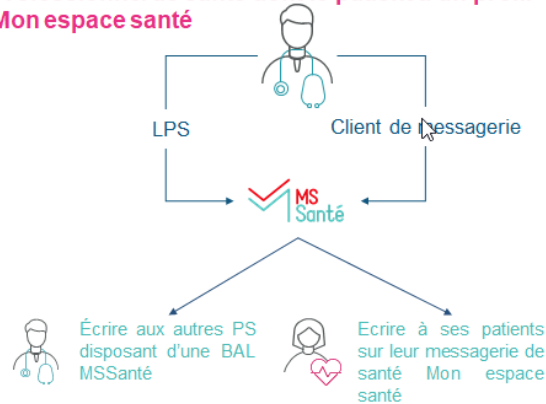 Mon espace santé
LPS
Client de messagerie
MS
Santé
Écrire aux autres PS
disposant d'une BAL
MSSanté
Ecrire à ses patients
sur leur messagerie de
santé Mon espace
santé